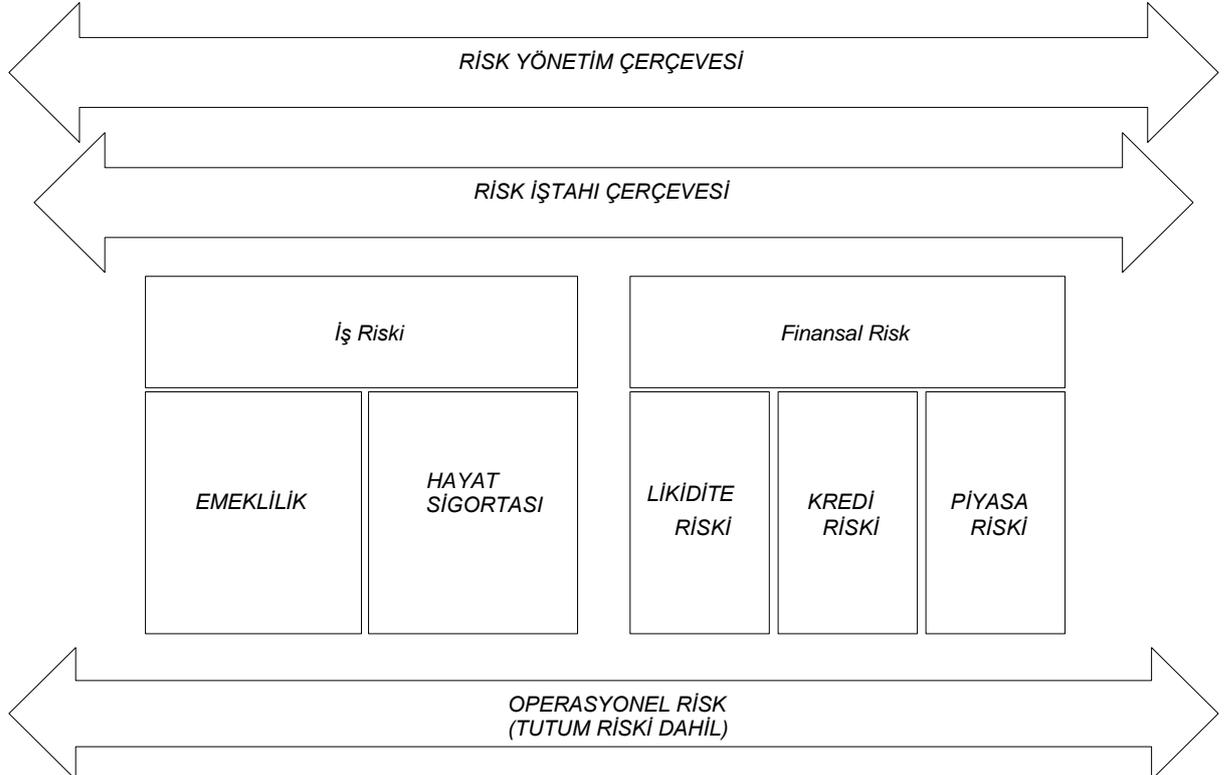 RİSK YÖNETİM ÇERÇEVESİ
RİSK İŞTAHI ÇERÇEVESİ
İş Riski
Finansal Risk
EMEKLİLİK
HAYAT
SİGORTASI
LİKİDİTE
RİSKİ
KREDİ
RİSKİ
PİYASA
RİSKİ
OPERASYONEL RİSK
(TUTUM RİSKİ DAHİL)